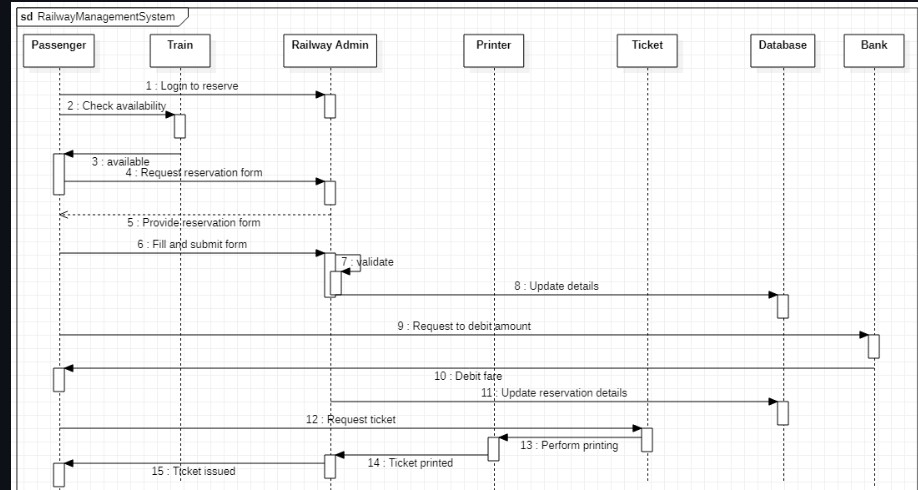 sd RailwayManagementSystem
Passenger
Train
Railway Admin
Printer
Ticket
Database
Bank
1 : Login to reserve
2 : Check availability
3 : available
4 : Request reservation form
5 : Provide reservation form
6 : Fill and submit form
7 : validate
8 : Update details
9 : Request to debit amount
10 : Debit fare
11 : Update reservation details
12 : Request ticket
13 : Perform printing
14 : Ticket printed
15 : Ticket issued